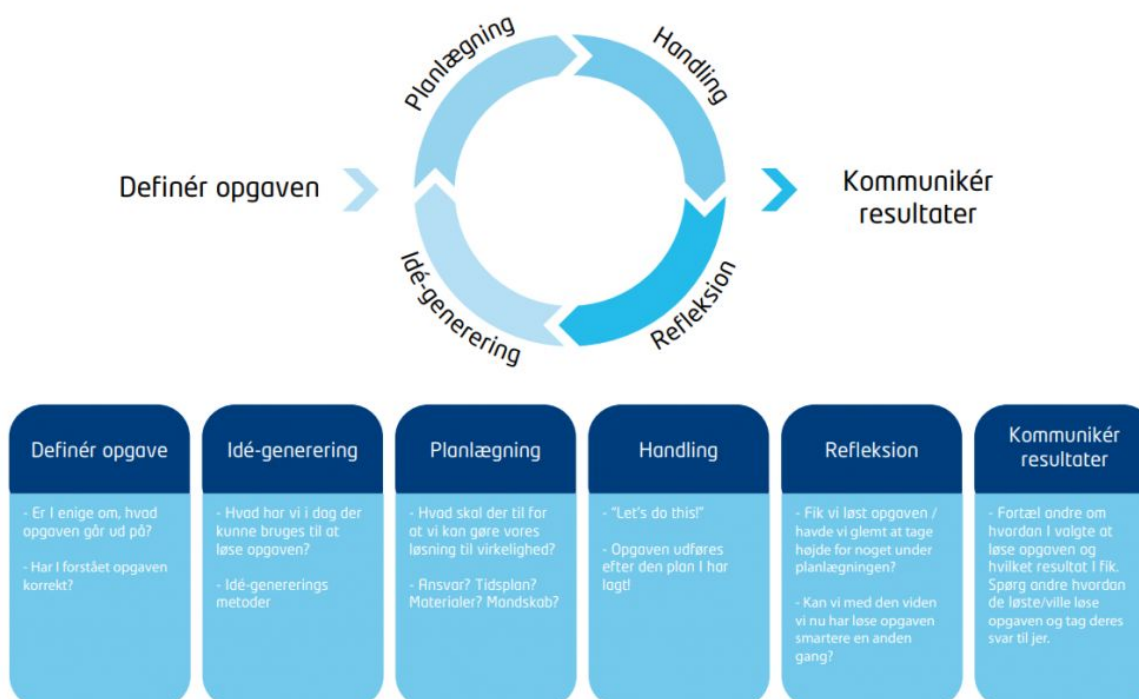 Planlægning
Handling
Definér opgaven
Kommunikér
resultater
Idé-generering
Refleksion
Definér opgave
- Er I enige om, hvad
opgaven går ud på?
- Har I forstået opgaven
korrekt?
Idé-generering
- Hvad har vi i dag der
kunne bruges til at
løse opgaven?
- Idé-genererings
metoder
Planlægning
- Hvad skal der til for
at vi kan gøre vores
løsning til virkelighed?
- Ansvar? Tidsplan?
Materialer? Mandskab?
Handling
- "Let's do this!"
- Opgaven udføres
efter den plan I har
lagt!
Refleksion
- Fik vi løst opgaven /
havde vi glemt at tage
højde for noget under
planlægningen?
- Kan vi med den viden
vi nu har løse opgaven
smartere en anden
gang?
Kommunikér
resultater
- Fortæl andre om
hvordan I valgte at
løse opgaven og
hvilket resultat I fik.
Spørg andre hvordan
de løste/ville løse
opgaven og tag deres
svar til jer.